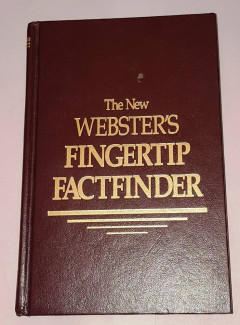 The New
WEBSTER'S
FINGERTIP
FACTFINDER